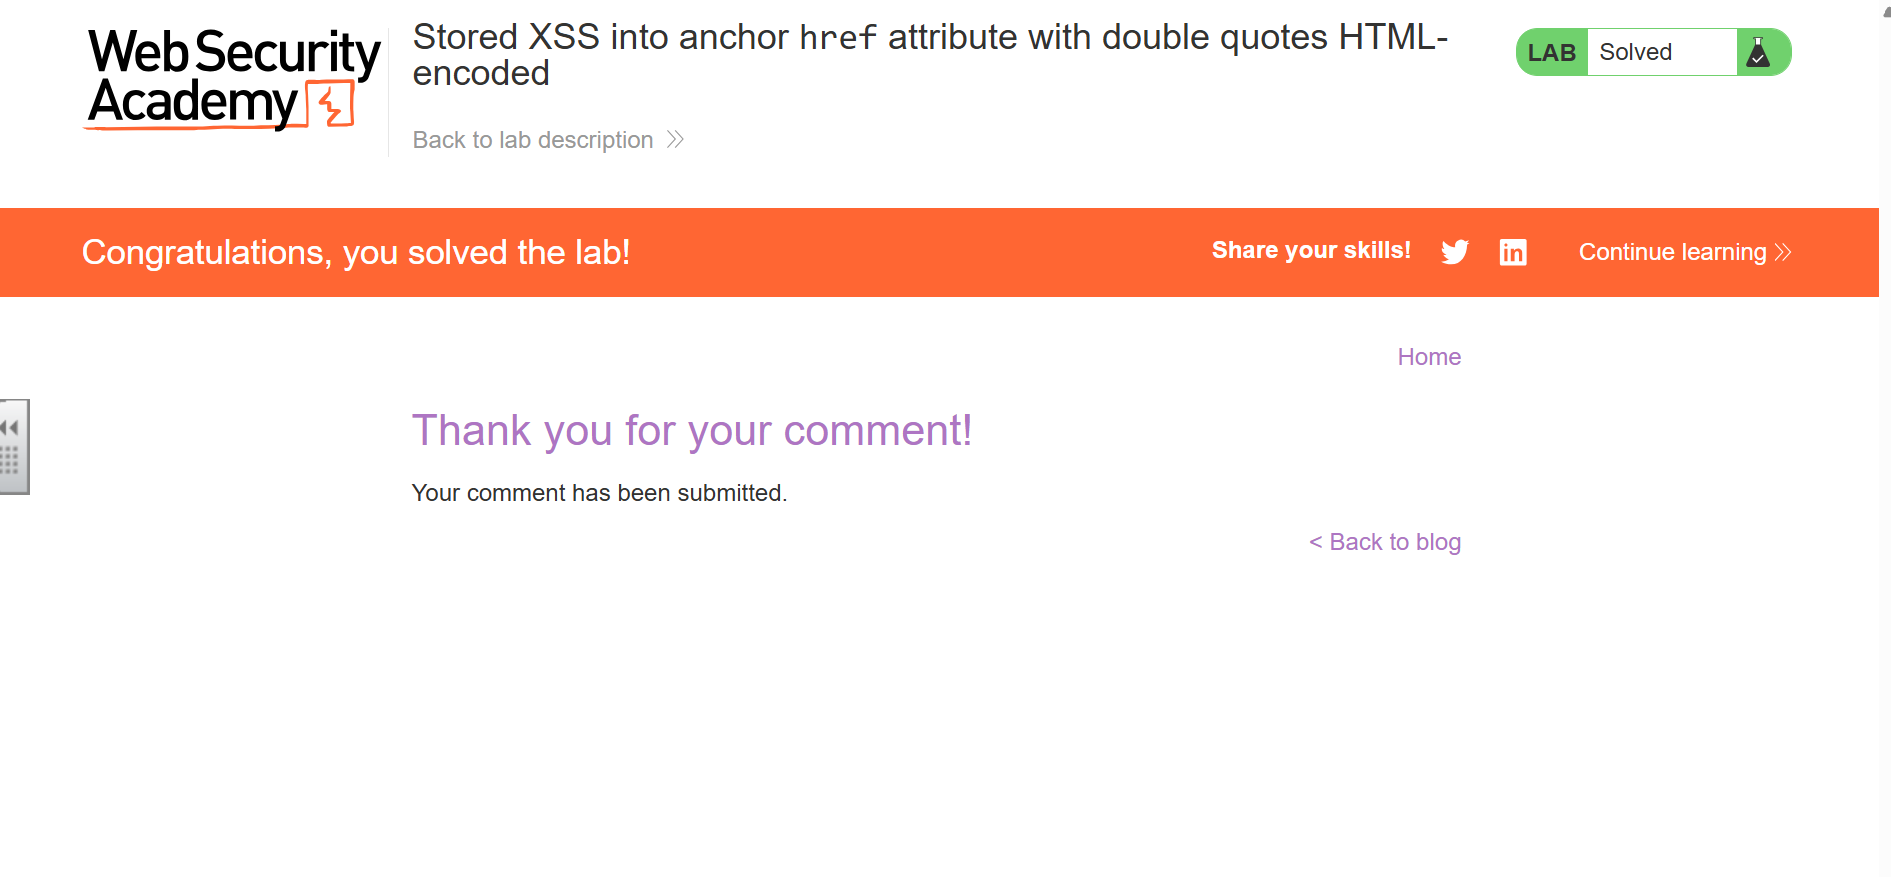 Web Security
Academy
Stored XSS into anchor href attribute with double quotes HTML-
encoded
Back to lab description
LAB Solved
Congratulations, you solved the lab!
Share your skills!
in
Continue learning
Home
Thank you for your comment!
Your comment has been submitted.
< Back to blog